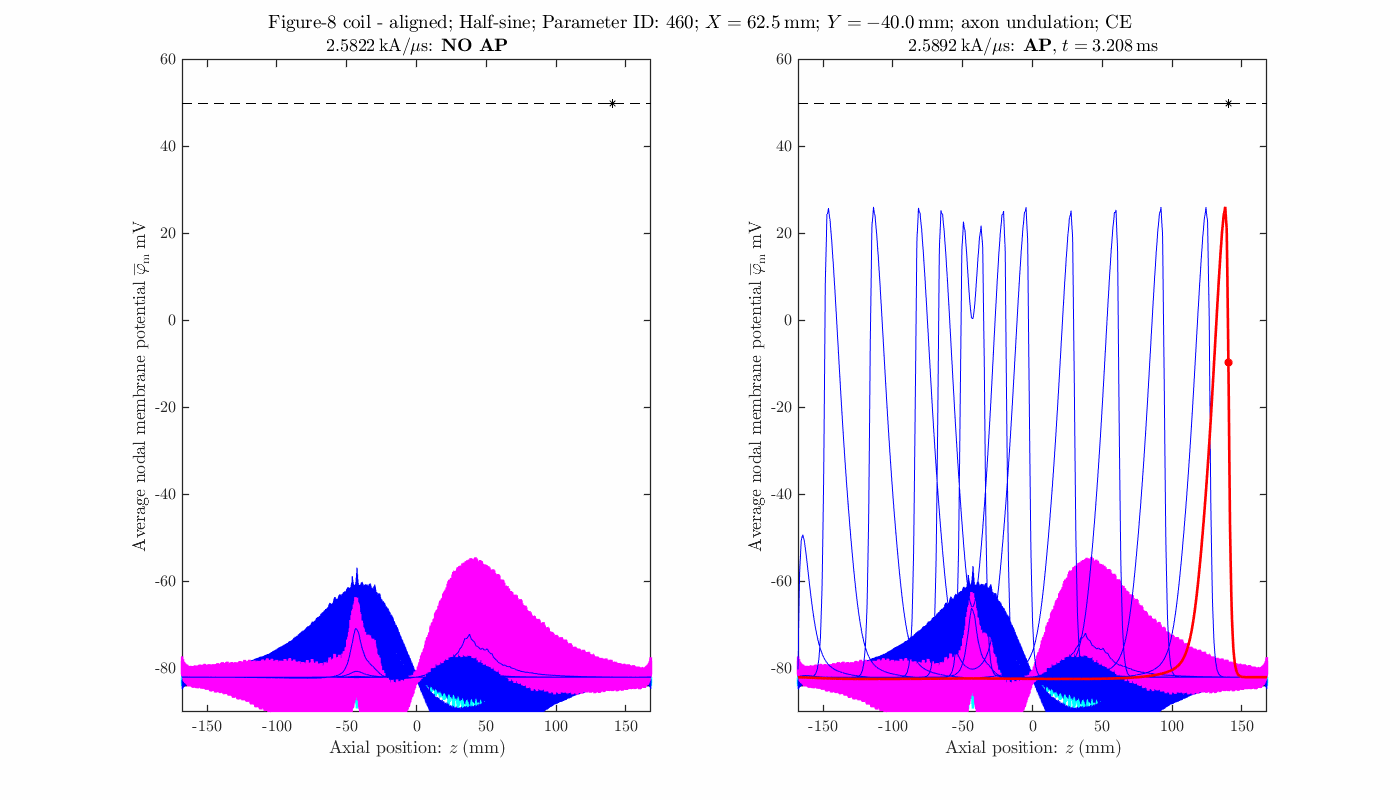 Figure-8 coil - aligned; Half-sine; Parameter ID: 460; X = 62.5 mm; Y = −40.0 mm; axon undulation; CE
2.5822 kA/μs: NO AP
60
40
20
0
-20
-40
-60
-80
-150 -100 -50 0 50 100 150
Axial position: z (mm)
Average nodal membrane potential φ̅m mV
2.5892 kA/μs: AP, t = 3.208 ms
60
40
20
0
-20
-40
-60
-80
-150 -100 -50 0 50 100 150
Axial position: z (mm)
Average nodal membrane potential φ̅m mV